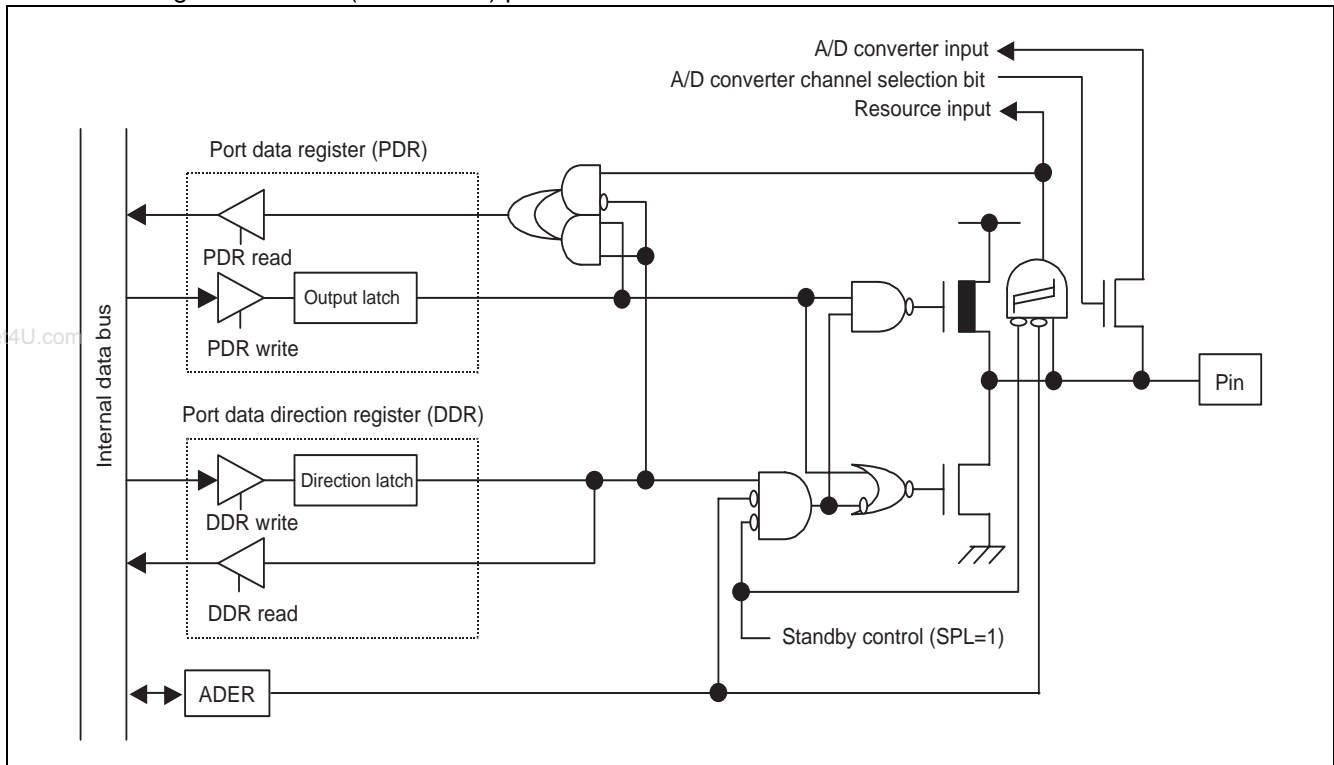 A/D converter input
A/D converter channel selection bit
Resource input
Port data register (PDR)
PDR read
Output latch
PDR write
et4U.com
Internal data bus
Pin
Port data direction register (DDR)
Direction latch
DDR write
DDR read
Standby control (SPL=1)
ADER